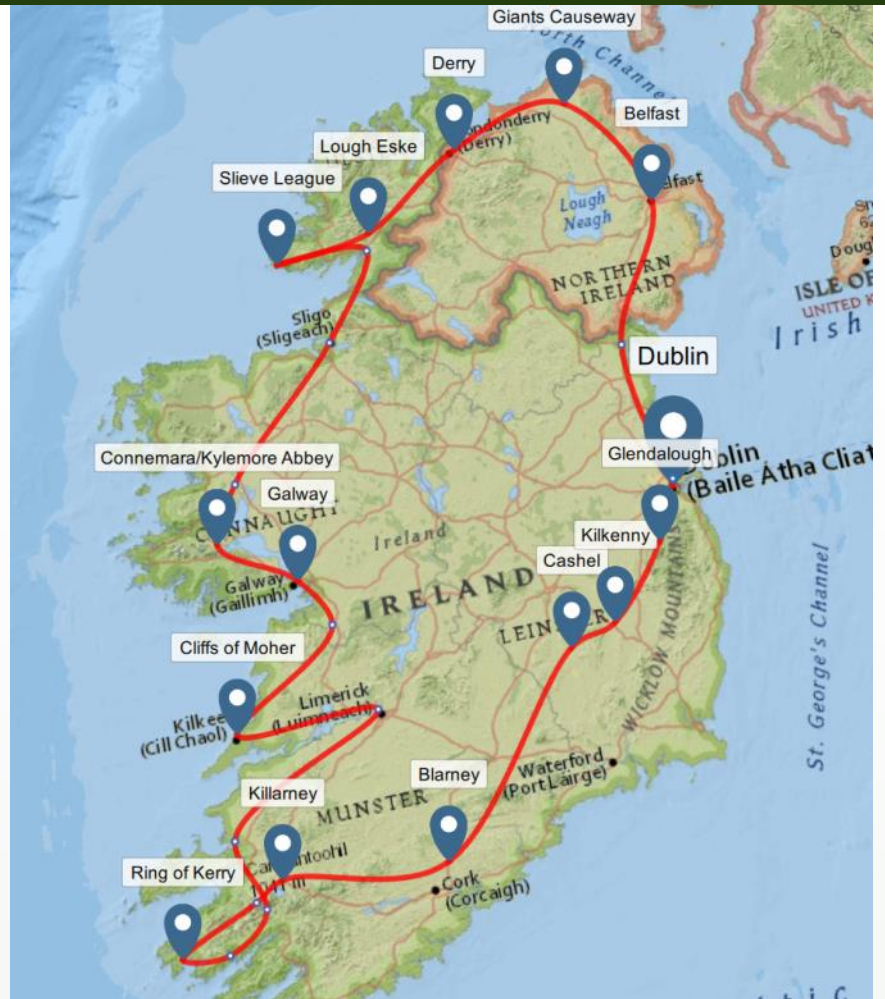 Giants Causeway
North Channel
Derry
Belfast
Londonderry
(Derry)
Lough Eske
Slieve League
Lough
Neagh
NORTHERN
IRELAND
ISLE OF
UNITED K
Irish
Sligo
(Sligeach)
Dublin
Glendalough
Dublin
(Baile Átha Cliat
Connemara/Kylemore Abbey
Galway
CONNAUGHT
Ireland
Kilkenny
Cashel
Galway
(Gaillimh)
IRELAND
LEINSTER
WICKLOW MOUNTAINS
St. George's Channel
Cliffs of Moher
Limerick
(Luimneach)
Kilkee
(Cill Chaol)
Waterford
(Port Lairge)
Blarney
Killarney
MUNSTER
Carrantoohil
1041 m
Ring of Kerry
Cork
(Corcaigh)